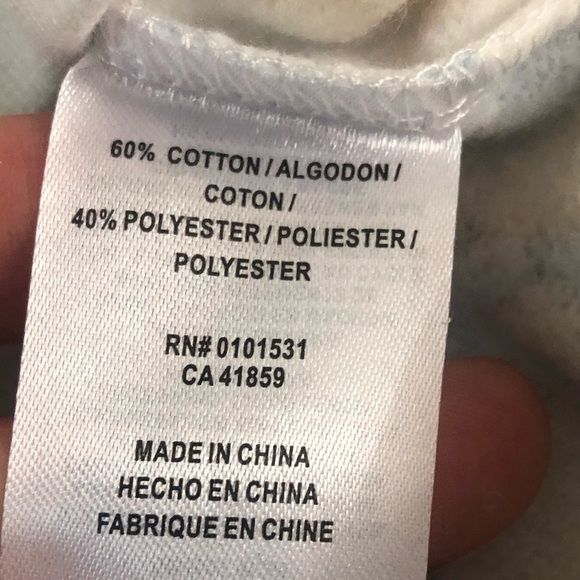 60% COTTON/ALGODON/
COTON/
40% POLYESTER/POLIESTER/
POLYESTER
RN# 0101531
CA 41859
MADE IN CHINA
HECHO EN CHINA
FABRIQUE EN CHINE